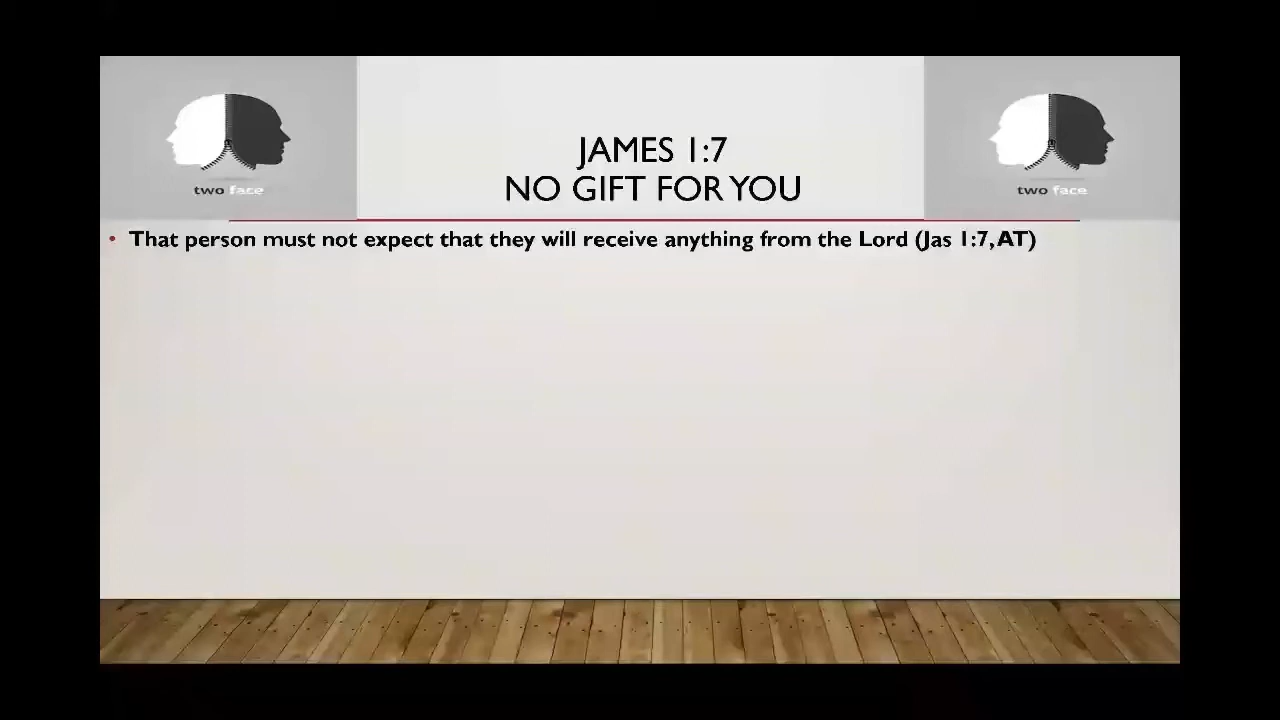 JAMES 1:7
NO GIFT FOR YOU
two face
two face
• That person must not expect that they will receive anything from the Lord (Jas 1:7, AT)